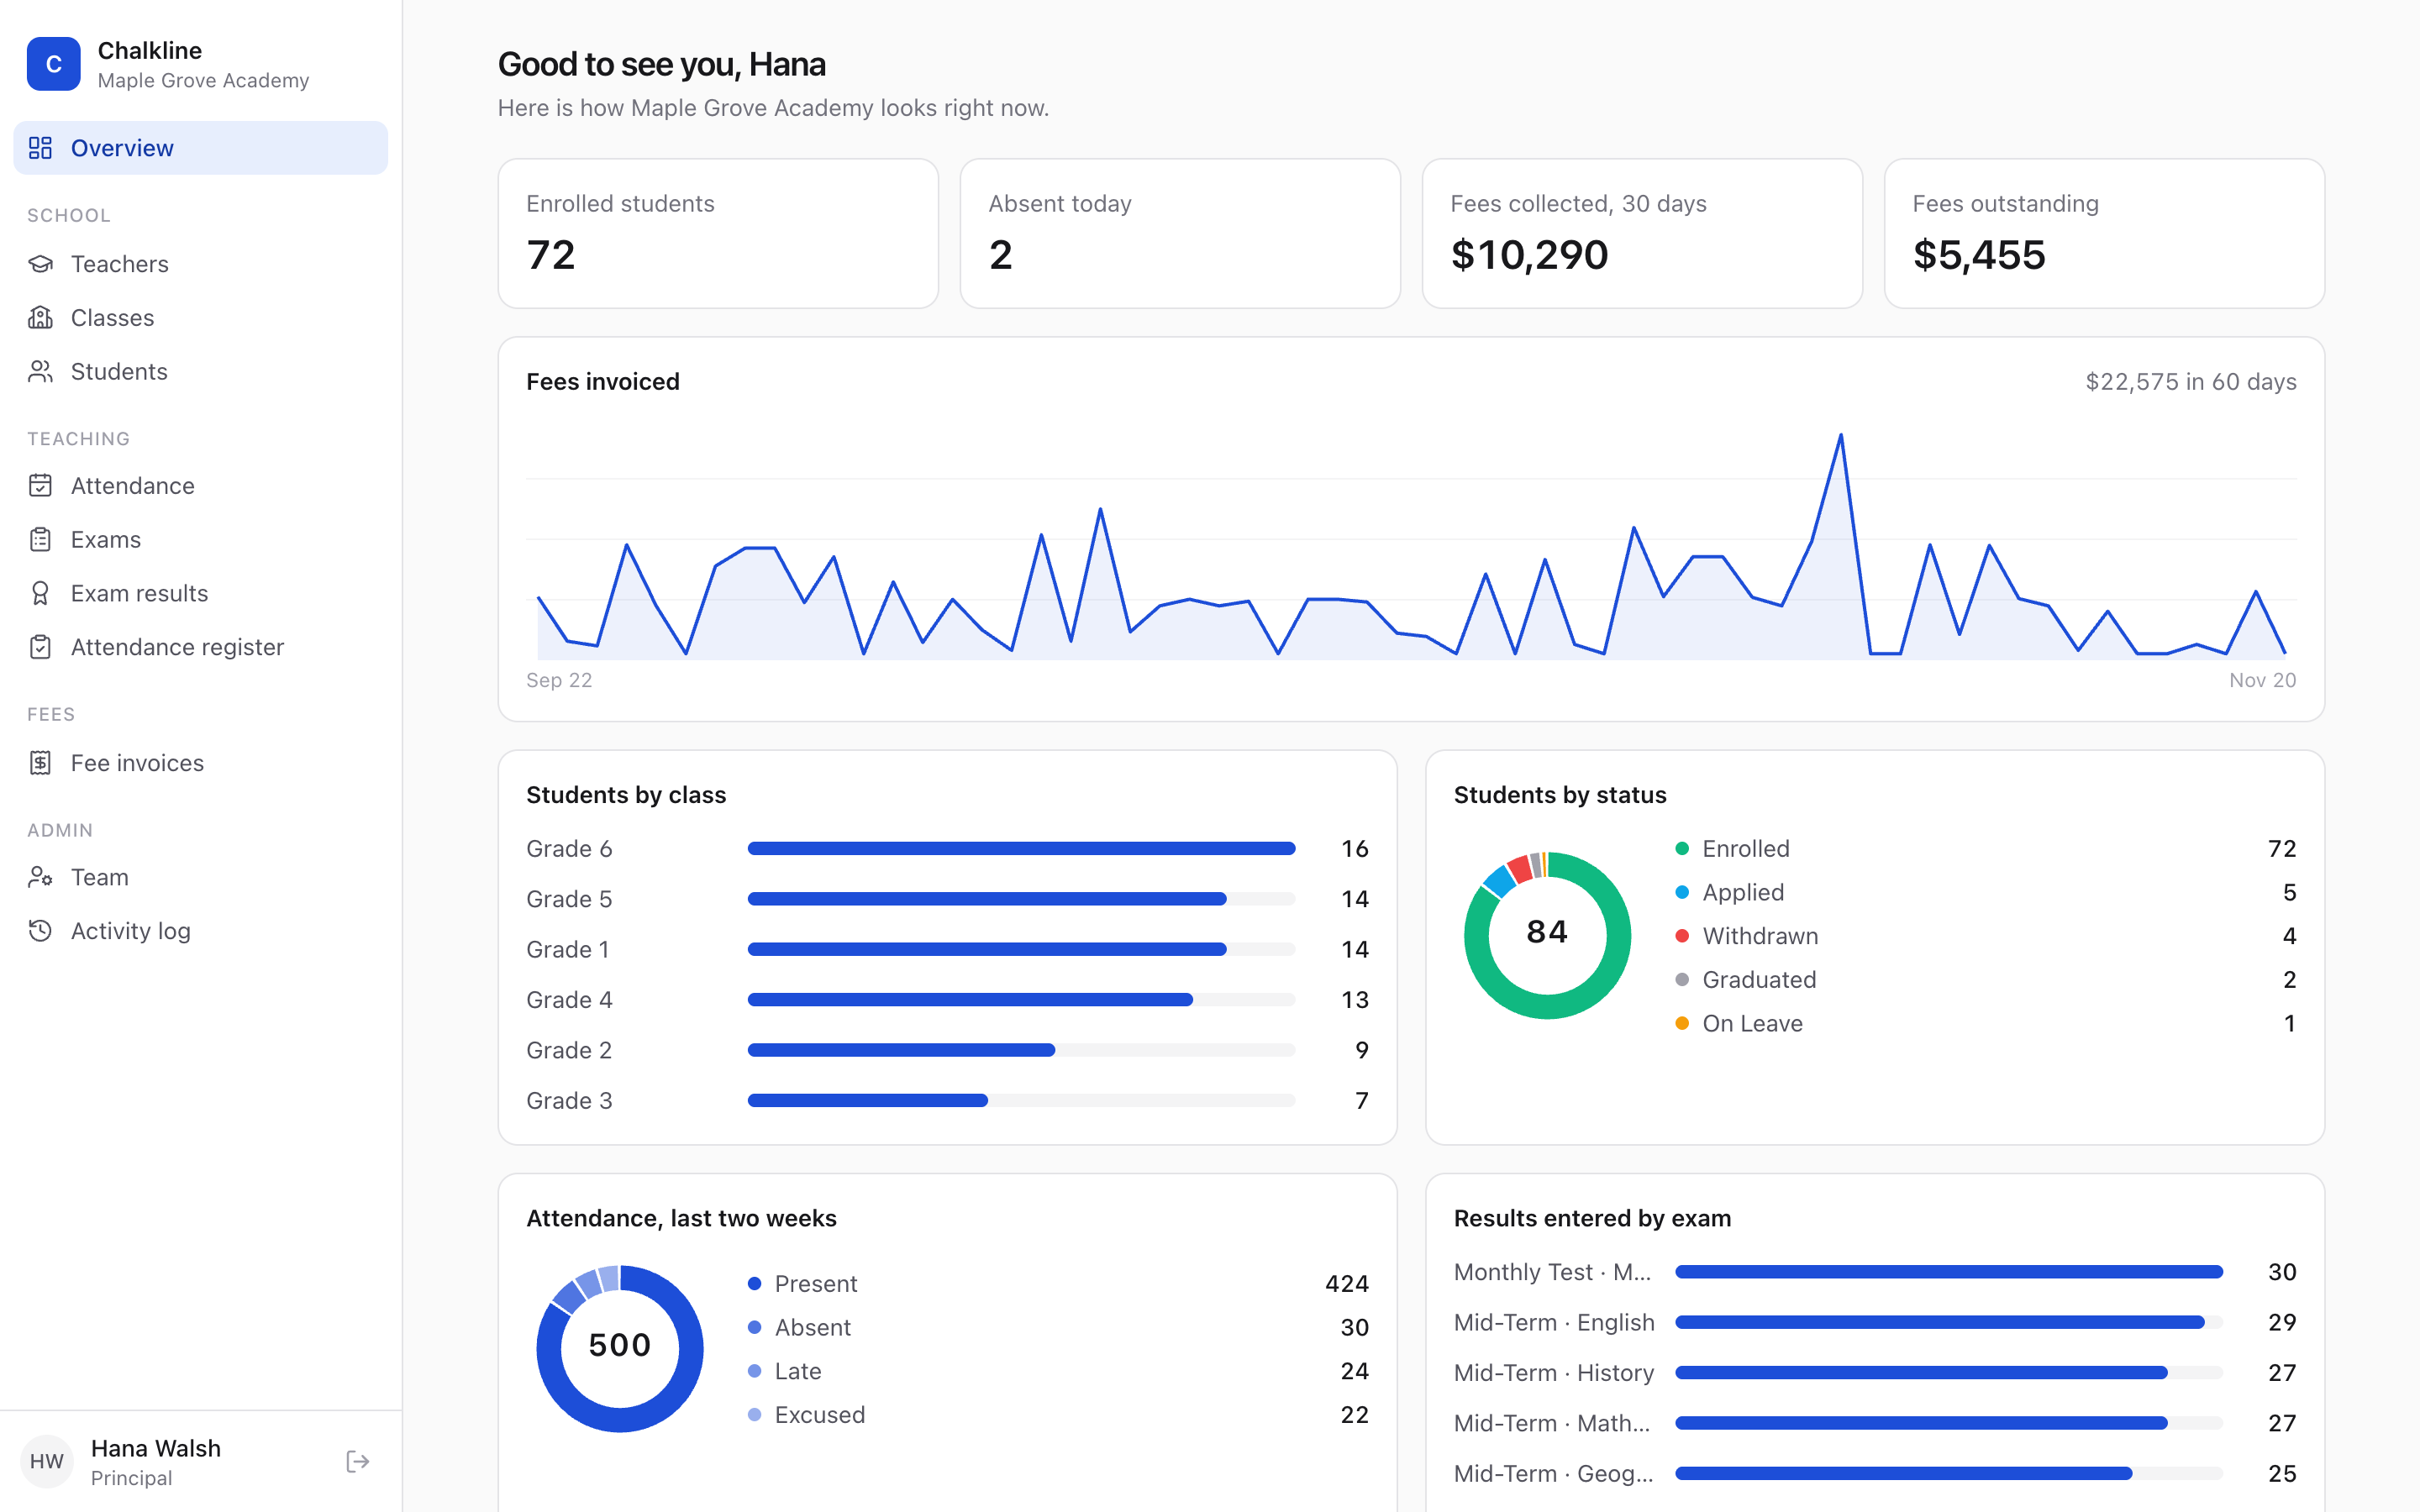 C
Chalkline
Maple Grove Academy
Overview
SCHOOL
Teachers
Classes
Students
TEACHING
Attendance
Exams
Exam results
Attendance register
FEES
Fee invoices
ADMIN
Team
Activity log
HW
Hana Walsh
Principal
Good to see you, Hana
Here is how Maple Grove Academy looks right now.
Enrolled students
72
Absent today
2
Fees collected, 30 days
$10,290
Fees outstanding
$5,455
Fees invoiced
$22,575 in 60 days
Sep 22
Nov 20
Students by class
Grade 6 16
Grade 5 14
Grade 1 14
Grade 4 13
Grade 2 9
Grade 3 7
Students by status
84
Enrolled 72
Applied 5
Withdrawn 4
Graduated 2
On Leave 1
Attendance, last two weeks
500
Present 424
Absent 30
Late 24
Excused 22
Results entered by exam
Monthly Test · M... 30
Mid-Term · English 29
Mid-Term · History 27
Mid-Term · Math... 27
Mid-Term · Geog... 25